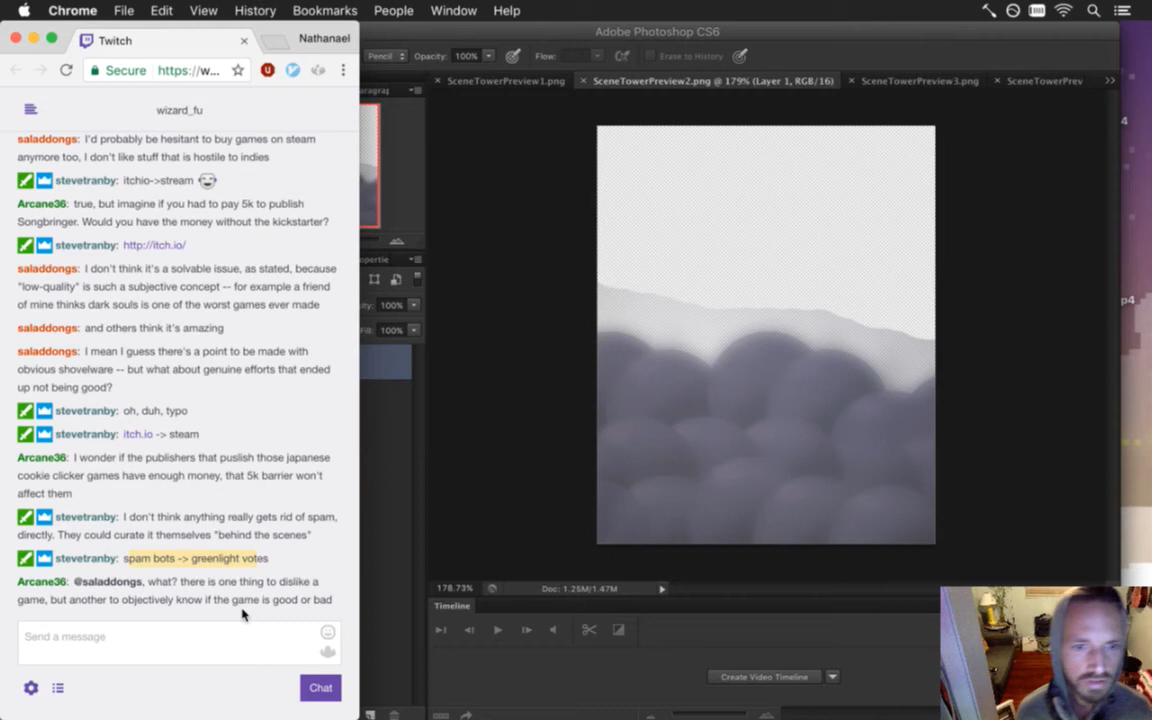 Chrome File Edit View History Bookmarks People Window Help
Adobe Photoshop CS6
Twitch
Nathanael
Secure https://w...
Pencil Opacity: 100% Flow: Erase to History
SceneTowerPreview1.png SceneTowerPreview2.png @ 179% (Layer 1, RGB/16) SceneTowerPreview3.png SceneTowerPrev
wizard_fu
saladdongs: I'd probably be hesitant to buy games on steam
anymore too, I don't like stuff that is hostile to indies
stevetranby: itchio->stream
Arcane36: true, but imagine if you had to pay 5k to publish
Songbringer. Would you have the money without the kickstarter?
stevetranby: http://itch.io/
saladdongs: I don't think it's a solvable issue, as stated, because
"low-quality" is such a subjective concept -- for example a friend
of mine thinks dark souls is one of the worst games ever made
saladdongs: and others think it's amazing
saladdongs: I mean I guess there's a point to be made with
obvious shovelware -- but what about genuine efforts that ended
up not being good?
stevetranby: oh, duh, typo
stevetranby: itch.io -> steam
Arcane36: I wonder if the publishers that puslish those japanese
cookie clicker games have enough money, that 5k barrier won't
affect them
stevetranby: I don't think anything really gets rid of spam,
directly. They could curate it themselves "behind the scenes"
stevetranby: spam bots -> greenlight votes
Arcane36: @saladdongs, what? there is one thing to dislike a
game, but another to objectively know if the game is good or bad
Send a message
Chat
aragraj
opertie
ity: 100%
Fill: 100%
178.73% Doc: 1.25M/1.47M
Timeline
Create Video Timeline
4
p4